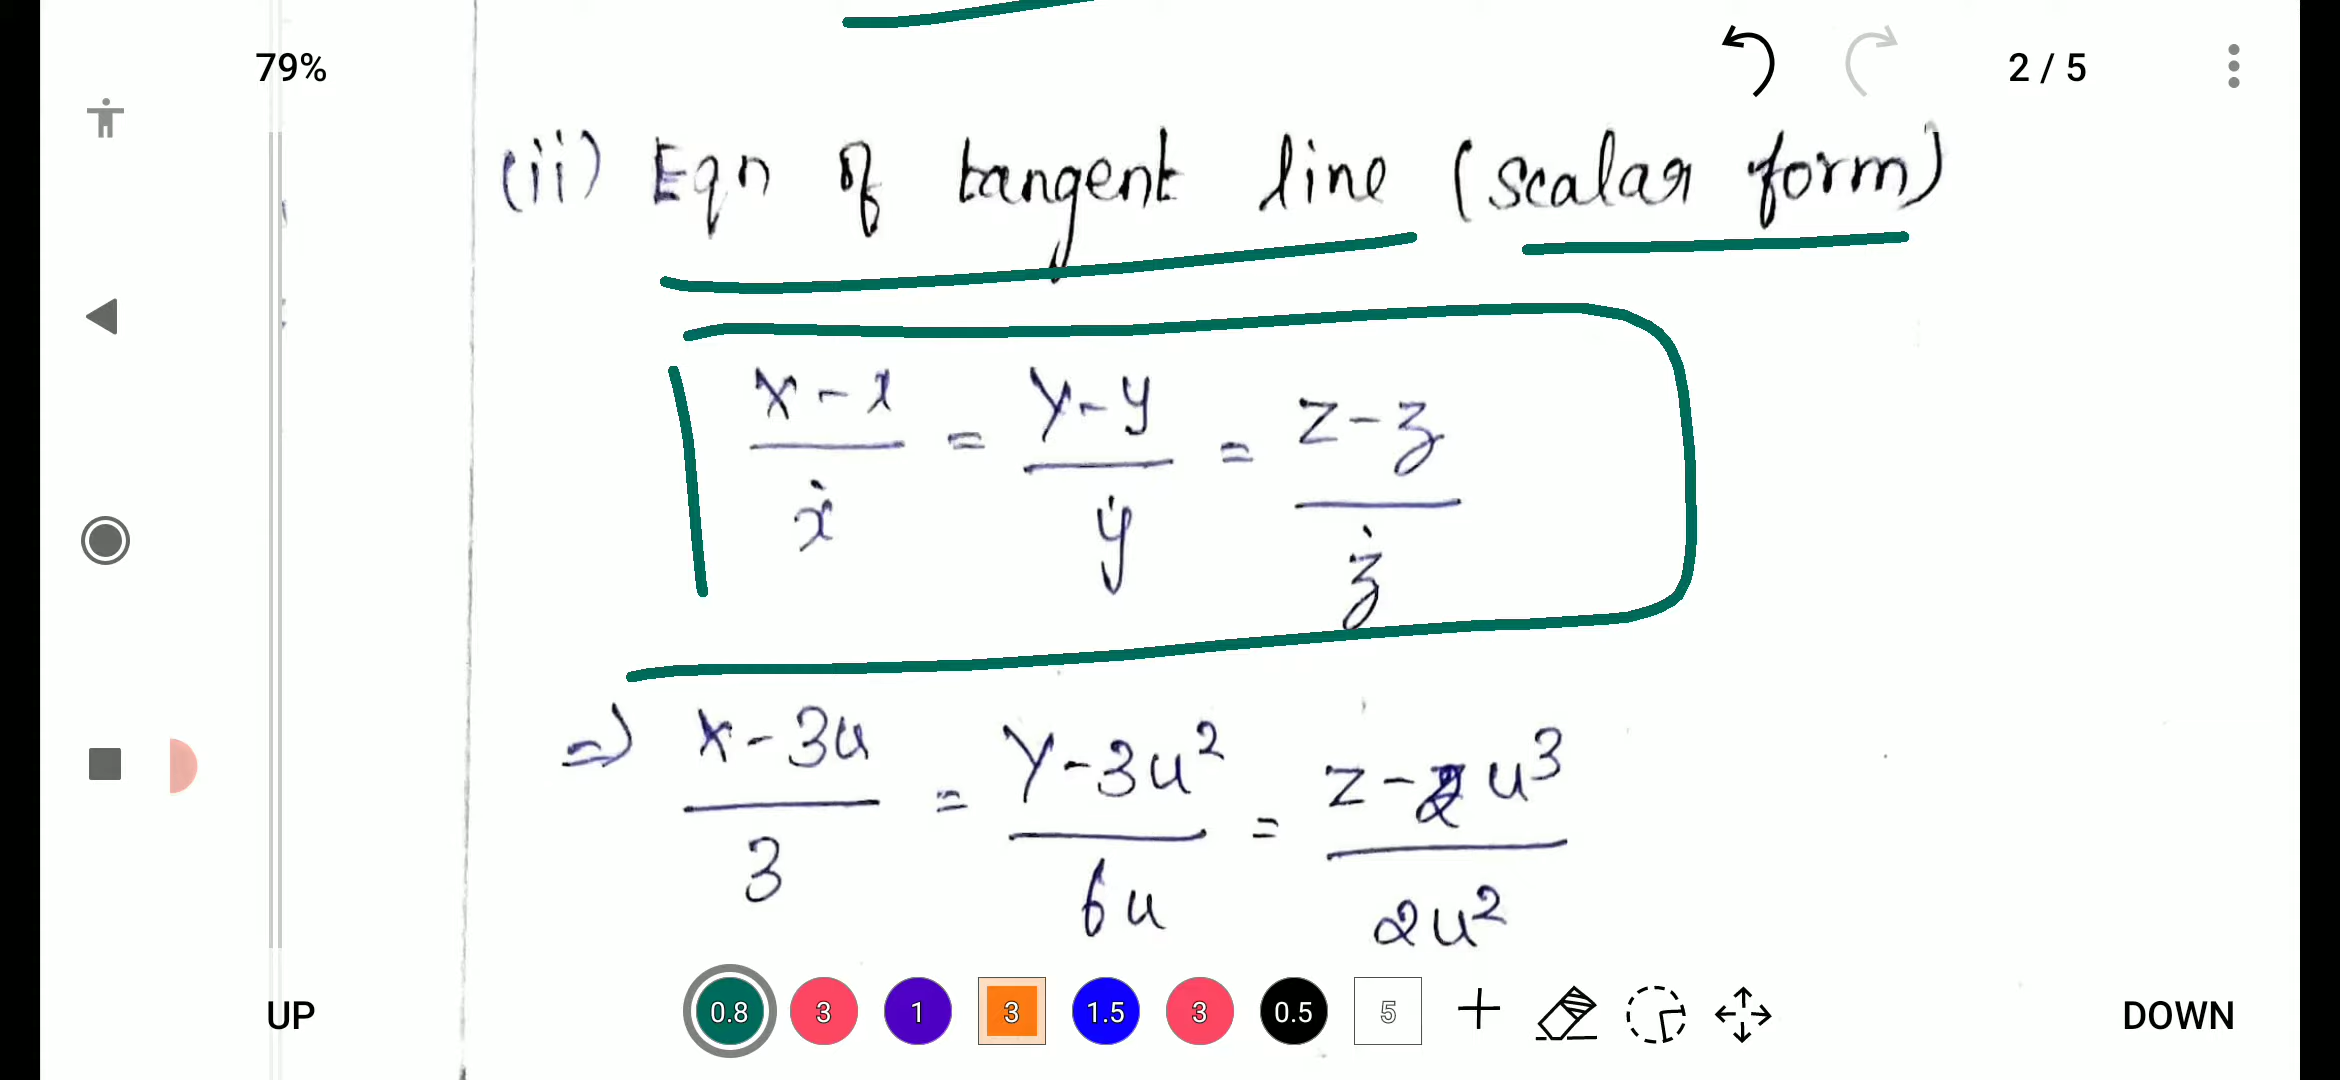 79%
2 / 5
(ii) Eqn of tangent line (scalar form)
X - x / ẋ = Y - y / ẏ = Z - z / ż
⇒ X - 3u / 3 = Y - 3u² / 6u = Z - 2u³ / 2u²
UP 0.8 3 1 3 1.5 3 0.5 5 DOWN